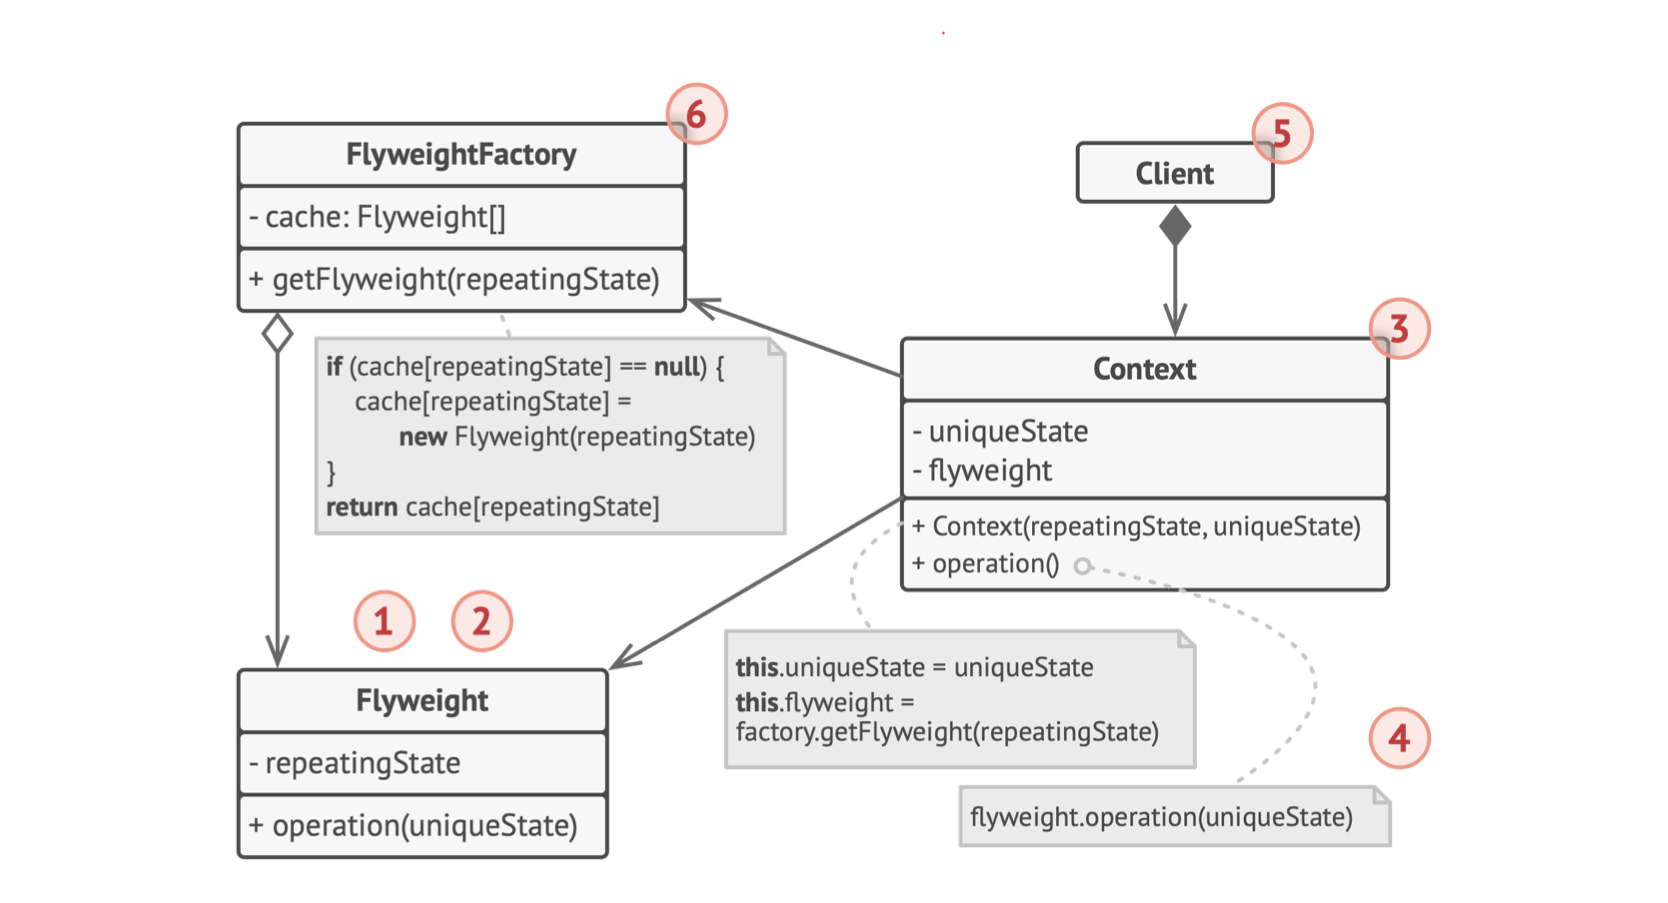 6
FlyweightFactory
- cache: Flyweight[]
+ getFlyweight(repeatingState)
if (cache[repeatingState] == null) {
cache[repeatingState] =
new Flyweight(repeatingState)
}
return cache[repeatingState]
5
Client
3
Context
- uniqueState
- flyweight
+ Context(repeatingState, uniqueState)
+ operation()
1
2
Flyweight
- repeatingState
+ operation(uniqueState)
this.uniqueState = uniqueState
this.flyweight =
factory.getFlyweight(repeatingState)
4
flyweight.operation(uniqueState)